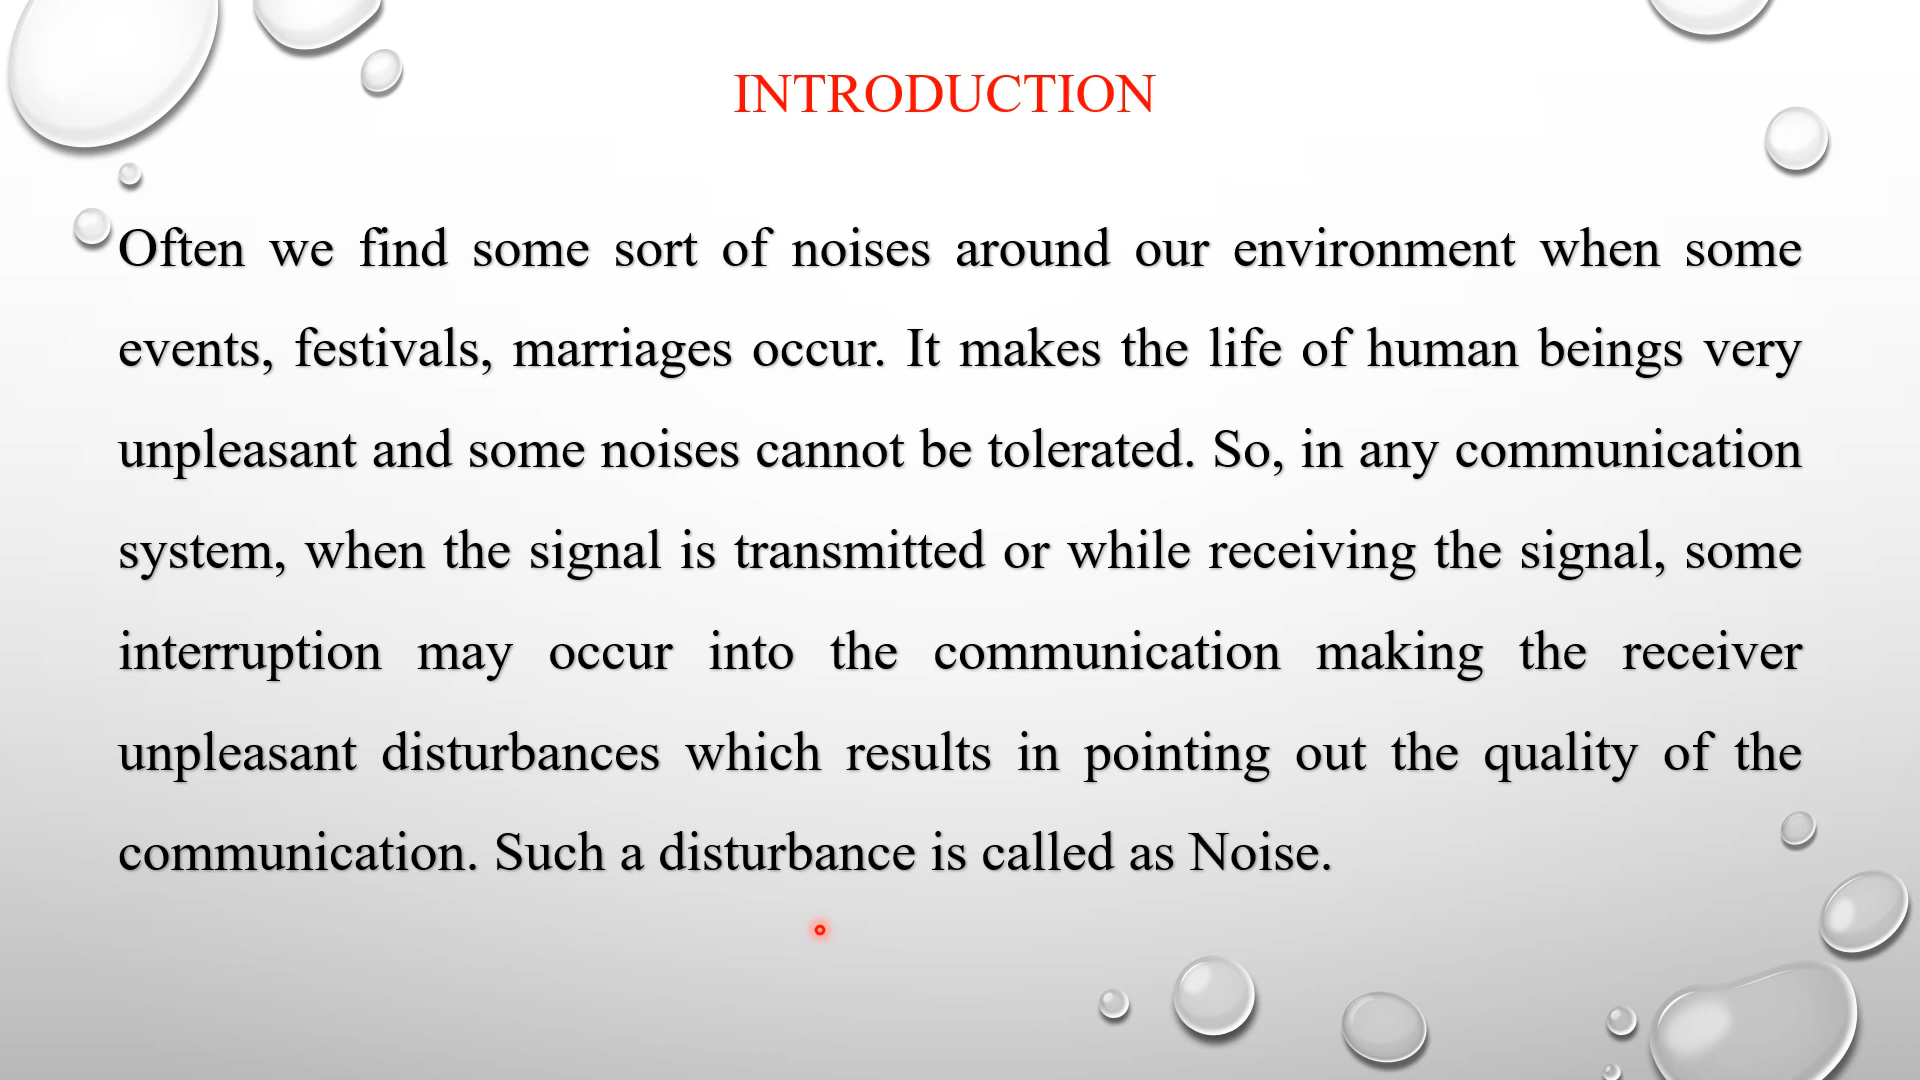 INTRODUCTION
Often we find some sort of noises around our environment when some
events, festivals, marriages occur. It makes the life of human beings very
unpleasant and some noises cannot be tolerated. So, in any communication
system, when the signal is transmitted or while receiving the signal, some
interruption may occur into the communication making the receiver
unpleasant disturbances which results in pointing out the quality of the
communication. Such a disturbance is called as Noise.